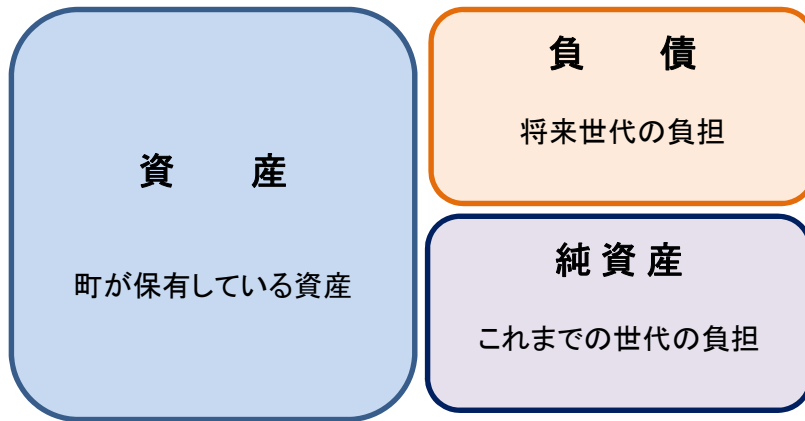 資　　産
町が保有している資産
負　　債
将来世代の負担
純 資 産
これまでの世代の負担